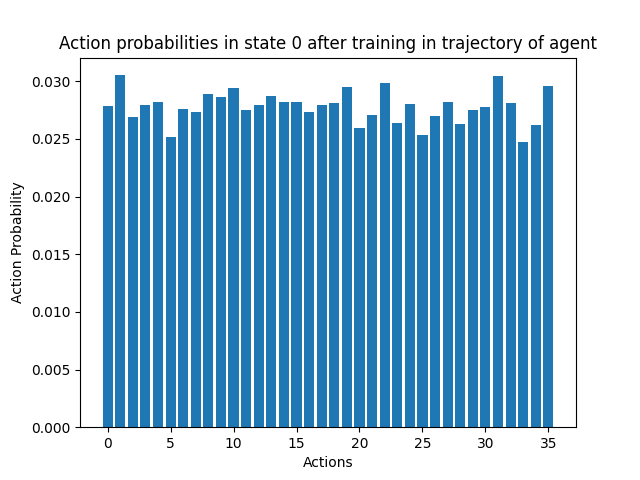 Action probabilities in state 0 after training in trajectory of agent
0.030
0.025
0.020
0.015
0.010
0.005
0.000
Action Probability
0 5 10 15 20 25 30 35
Actions